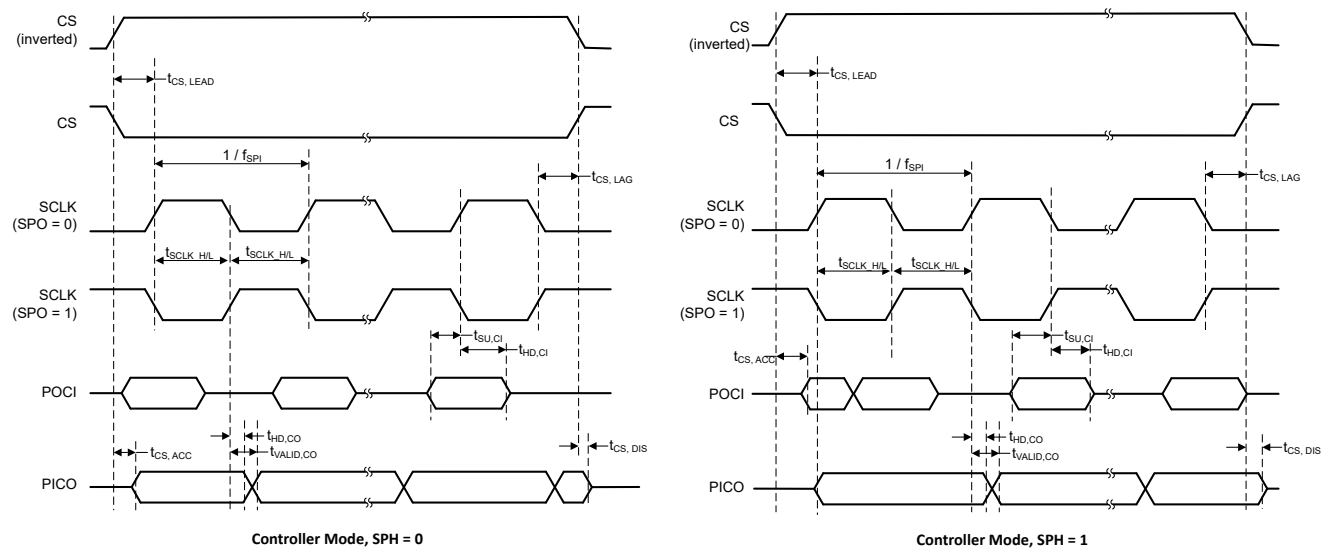 CS
(inverted)
tCS, LEAD
CS
1 / fSPI
tCS, LAG
SCLK
(SPO = 0)
tSCLK_H/L
tSCLK_H/L
SCLK
(SPO = 1)
tSU,CI
tHD,CI
POCI
tHD,CO
tVALID,CO
tCS, ACC
tCS, DIS
PICO
Controller Mode, SPH = 0
CS
(inverted)
tCS, LEAD
CS
1 / fSPI
tCS, LAG
SCLK
(SPO = 0)
tSCLK_H/L
tSCLK_H/L
SCLK
(SPO = 1)
tSU,CI
tHD,CI
tCS, ACC
POCI
tHD,CO
tVALID,CO
tCS, DIS
PICO
Controller Mode, SPH = 1